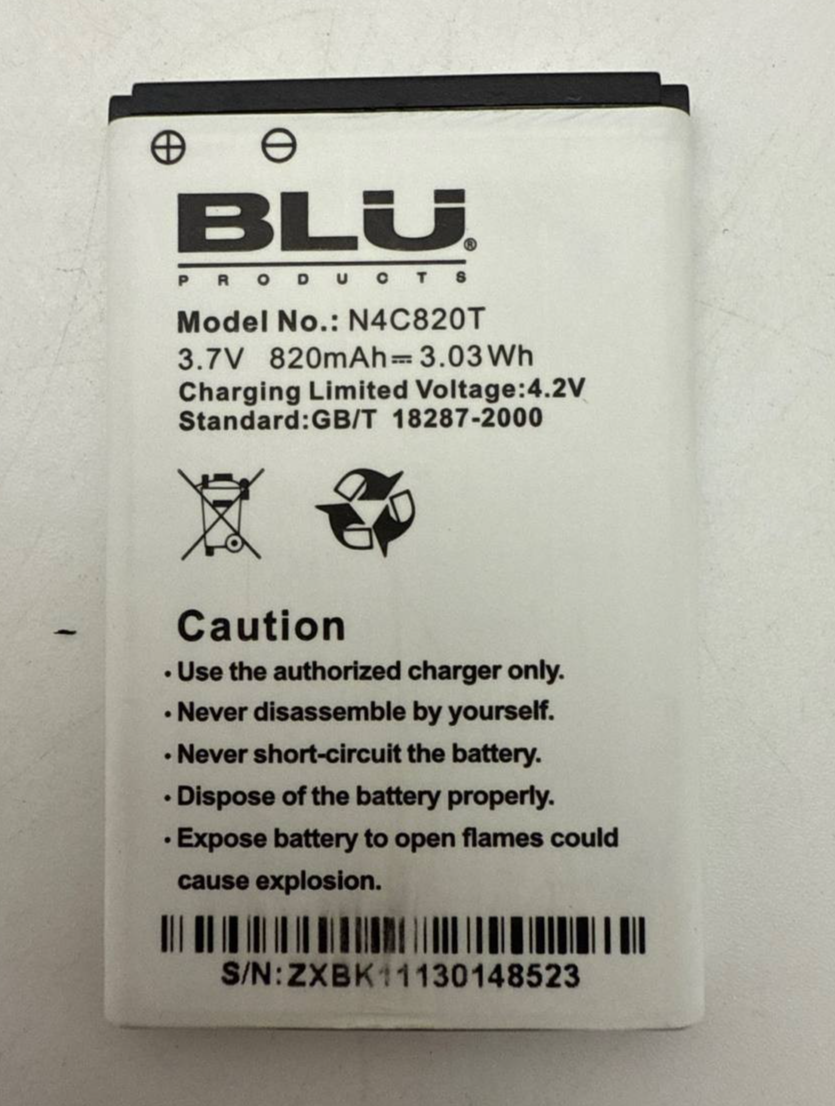 ⊕ ⊖
BLU®
PRODUCTS
Model No.: N4C820T
3.7V 820mAh⎓3.03Wh
Charging Limited Voltage:4.2V
Standard:GB/T 18287-2000
Caution
· Use the authorized charger only.
· Never disassemble by yourself.
· Never short-circuit the battery.
· Dispose of the battery properly.
· Expose battery to open flames could
cause explosion.
S/N:ZXBK11130148523